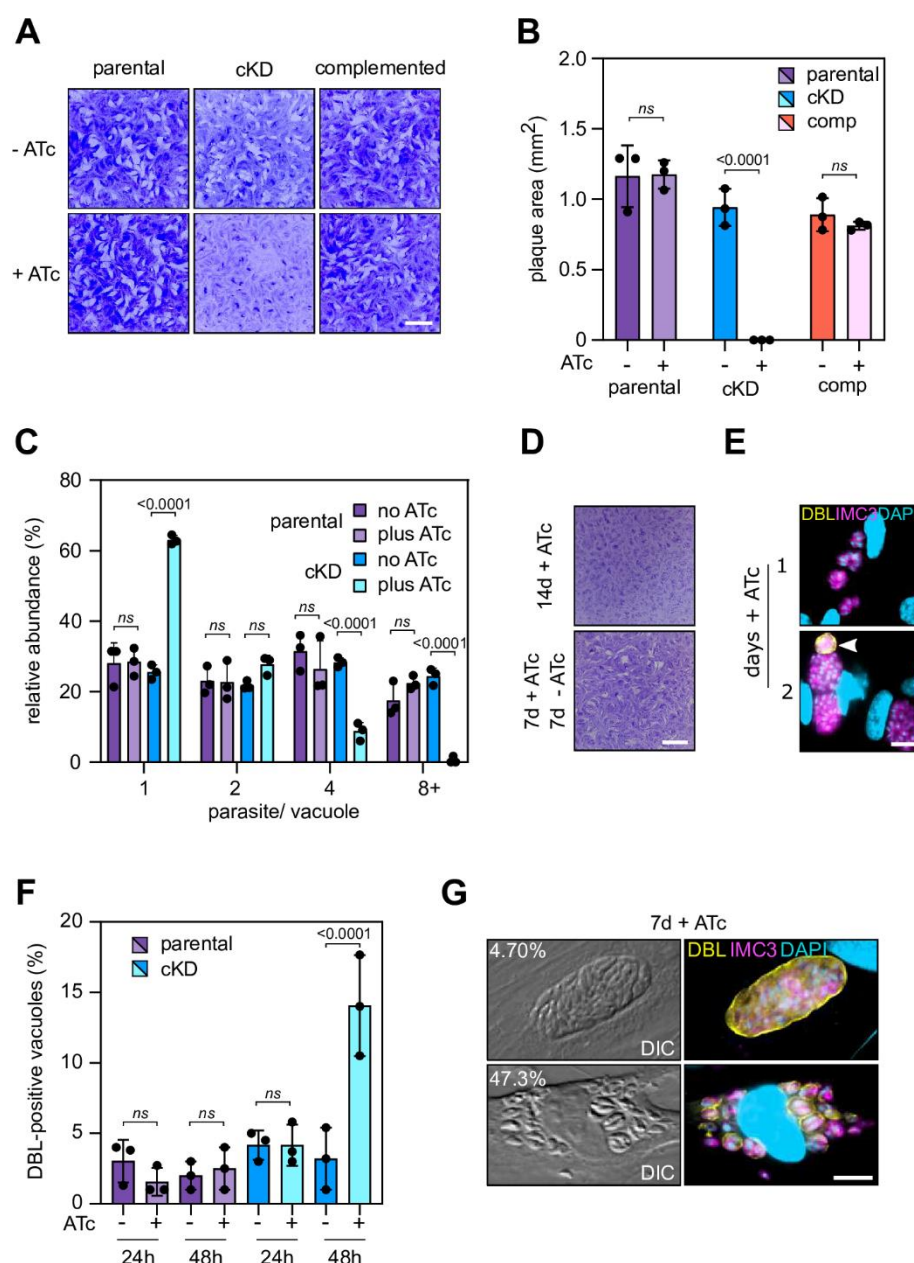 A
parental cKD complemented
- ATc
+ ATc
B
plaque area (mm²)
2.0
1.5
1.0
0.5
0
parental
cKD
comp
ns
<0.0001
ns
ATc - + - + - +
parental cKD comp
C
relative abundance (%)
80
60
40
20
0
<0.0001
parental
no ATc
plus ATc
cKD
no ATc
plus ATc
ns
ns ns
ns <0.0001
ns <0.0001
1 2 4 8+
parasite/ vacuole
D
14d + ATc
7d + ATc
7d - ATc
E
DBLIMC3DAPI
days + ATc
1
2
F
DBL-positive vacuoles (%)
20
15
10
5
0
parental
cKD
<0.0001
ns ns ns
ATc - + - + - + - +
24h 48h 24h 48h
G
7d + ATc
4.70%
DIC
DBL IMC3 DAPI
47.3%
DIC